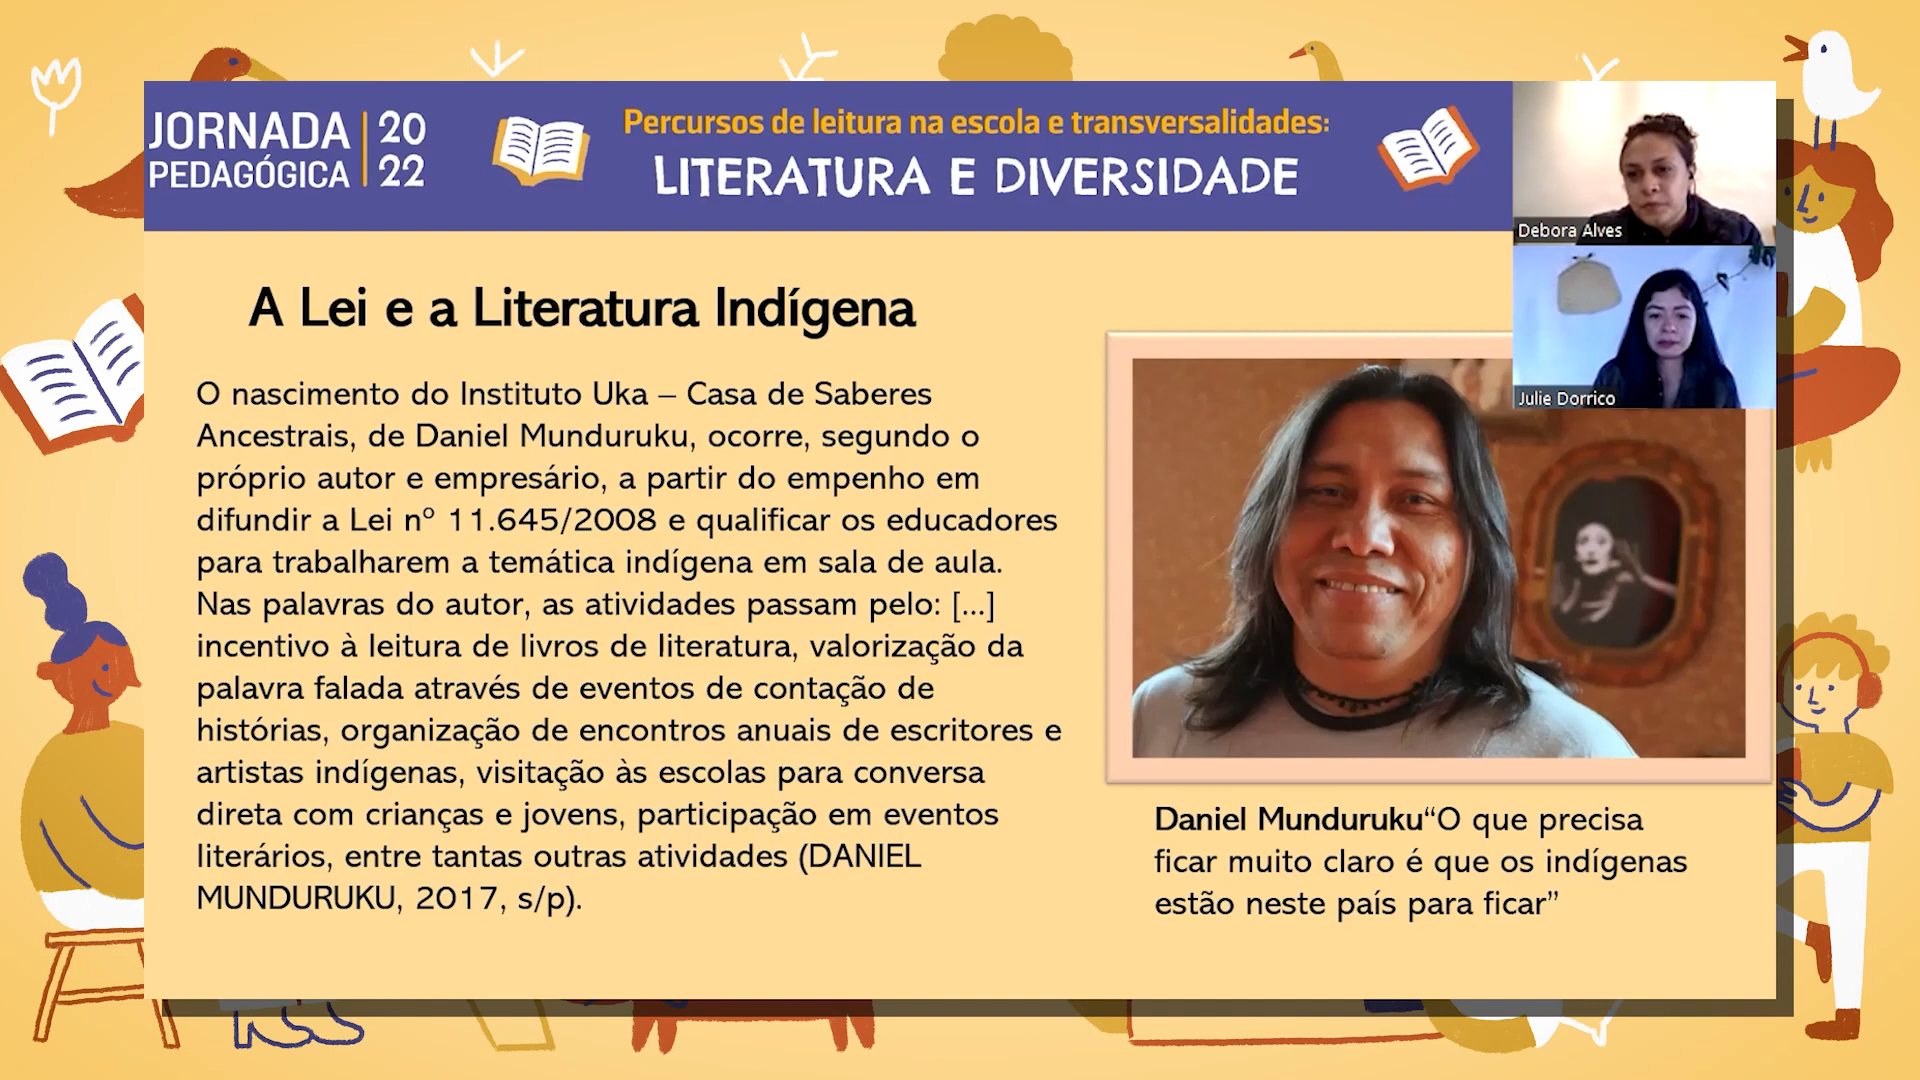 JORNADA
PEDAGÓGICA
20
22
Percursos de leitura na escola e transversalidades:
LITERATURA E DIVERSIDADE
Debora Alves
Julie Dorrico
A Lei e a Literatura Indígena
O nascimento do Instituto Uka – Casa de Saberes
Ancestrais, de Daniel Munduruku, ocorre, segundo o
próprio autor e empresário, a partir do empenho em
difundir a Lei nº 11.645/2008 e qualificar os educadores
para trabalharem a temática indígena em sala de aula.
Nas palavras do autor, as atividades passam pelo: [...]
incentivo à leitura de livros de literatura, valorização da
palavra falada através de eventos de contação de
histórias, organização de encontros anuais de escritores e
artistas indígenas, visitação às escolas para conversa
direta com crianças e jovens, participação em eventos
literários, entre tantas outras atividades (DANIEL
MUNDURUKU, 2017, s/p).
Daniel Munduruku“O que precisa
ficar muito claro é que os indígenas
estão neste país para ficar”